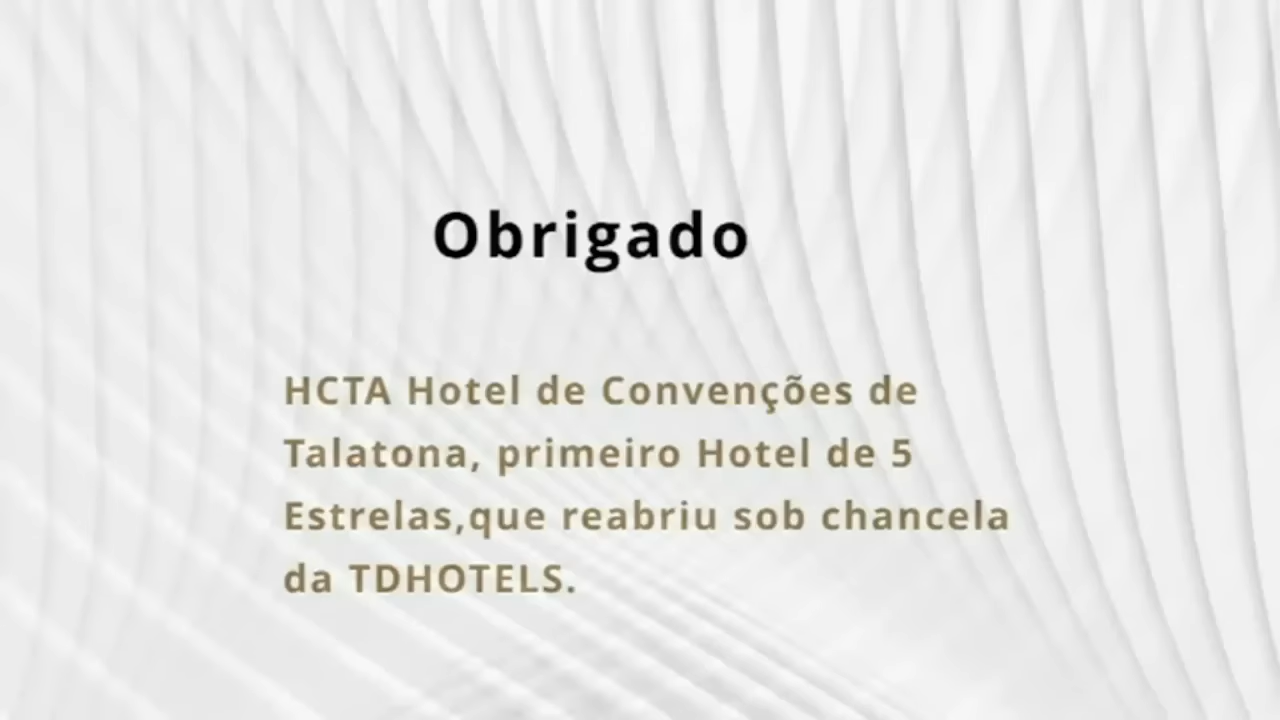 Obrigado
HCTA Hotel de Convenções de
Talatona, primeiro Hotel de 5
Estrelas,que reabriu sob chancela
da TDHOTELS.